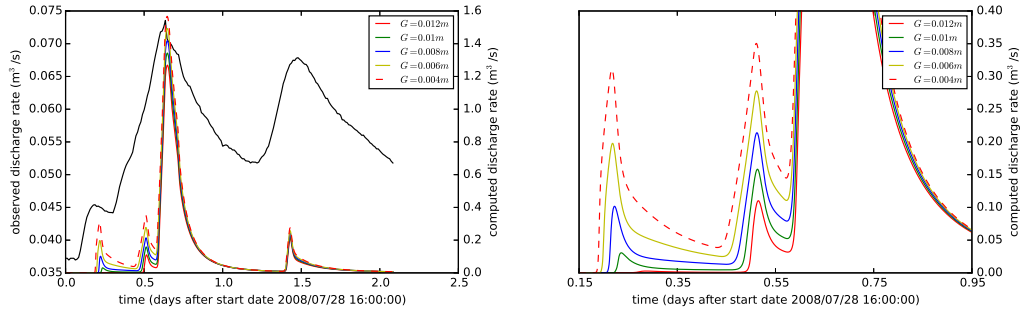 0.075
0.070
0.065
0.060
0.055
0.050
0.045
0.040
0.035
observed discharge rate (m³ /s)
0.0
0.5
1.0
1.5
2.0
2.5
time (days after start date 2008/07/28 16:00:00)
1.6
1.4
1.2
1.0
0.8
0.6
0.4
0.2
0.0
computed discharge rate (m³ /s)
G = 0.012m
G = 0.01m
G = 0.008m
G = 0.006m
G = 0.004m
0.15
0.35
0.55
0.75
0.95
time (days after start date 2008/07/28 16:00:00)
0.40
0.35
0.30
0.25
0.20
0.15
0.10
0.05
0.00
computed discharge rate (m³ /s)
G = 0.012m
G = 0.01m
G = 0.008m
G = 0.006m
G = 0.004m